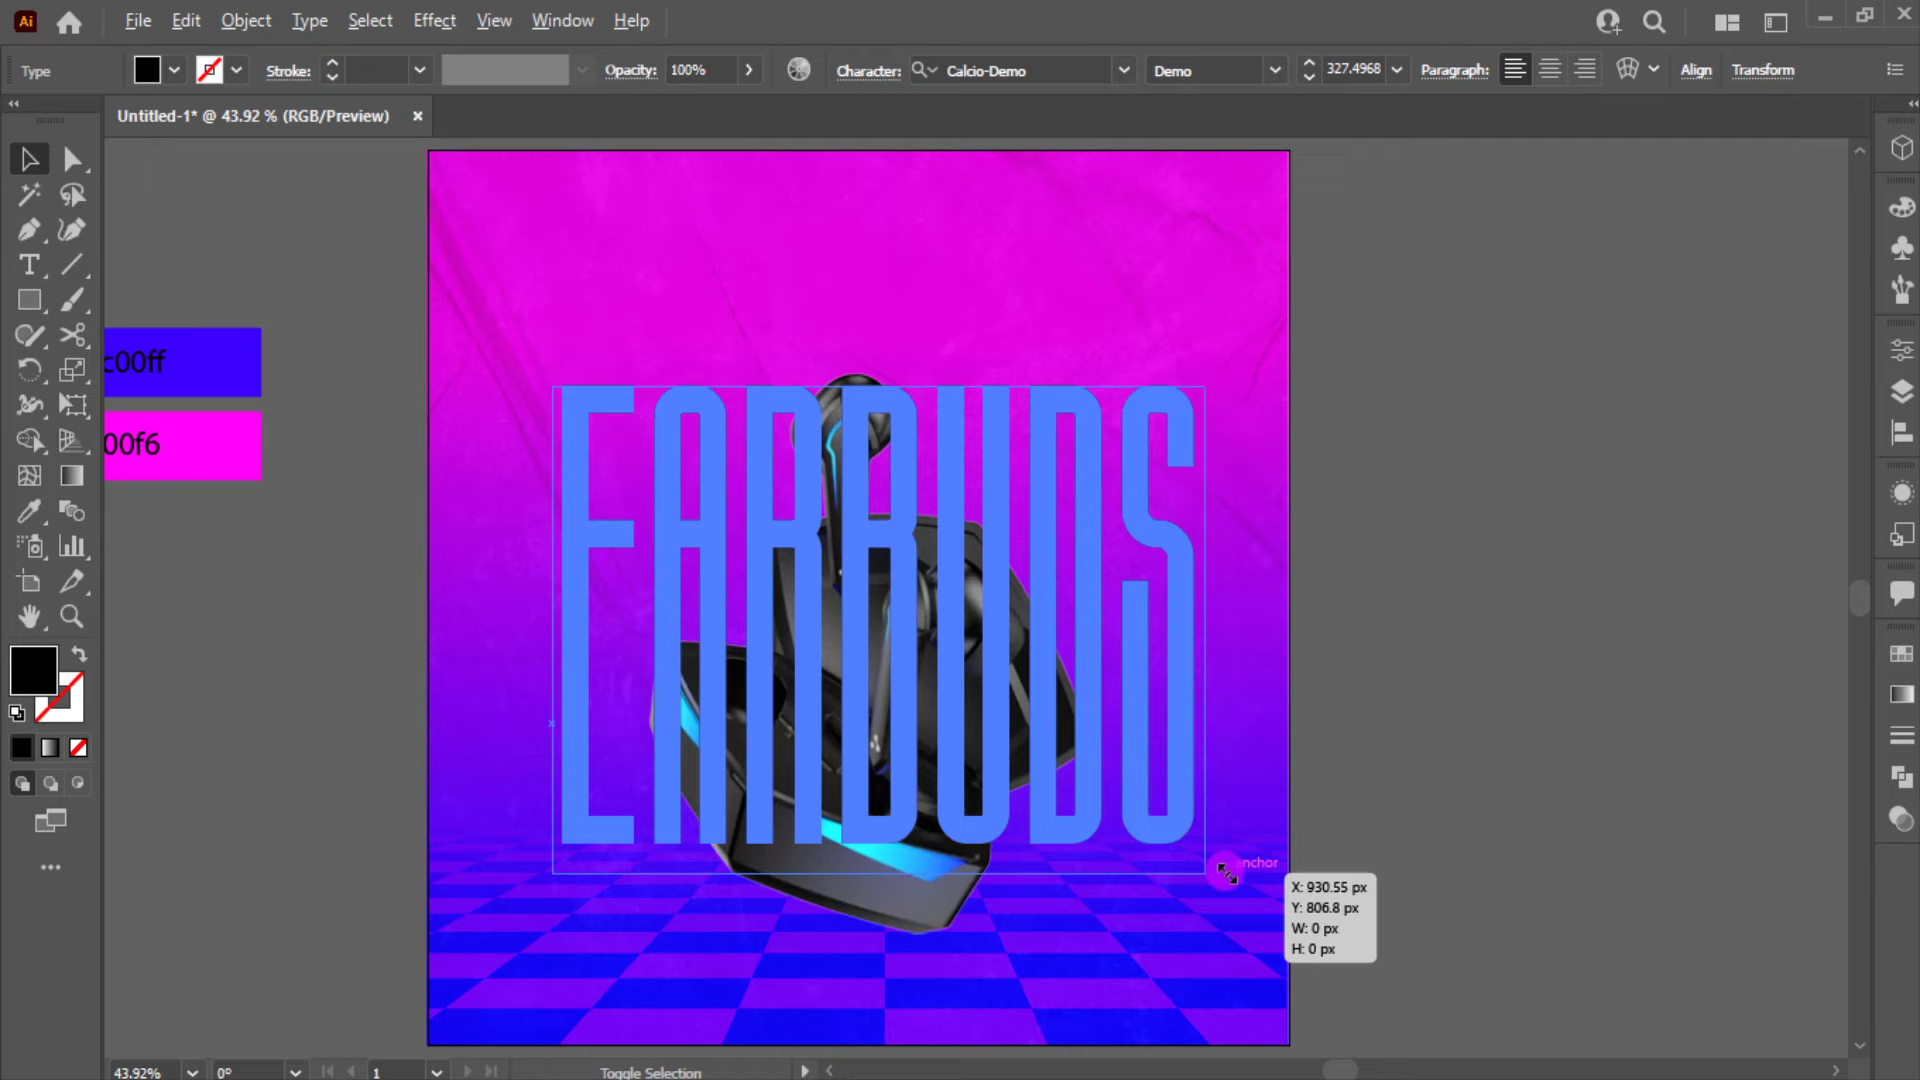 Ai File Edit Object Type Select Effect View Window Help
Type Stroke: Opacity: 100% Character: Calcio-Demo Demo 327.4968 Paragraph: Align Transform
Untitled-1* @ 43.92 % (RGB/Preview)
c00ff
00f6
EARBUDS
anchor
X: 930.55 px
Y: 806.8 px
W: 0 px
H: 0 px
43.92% 0° 1 Toggle Selection